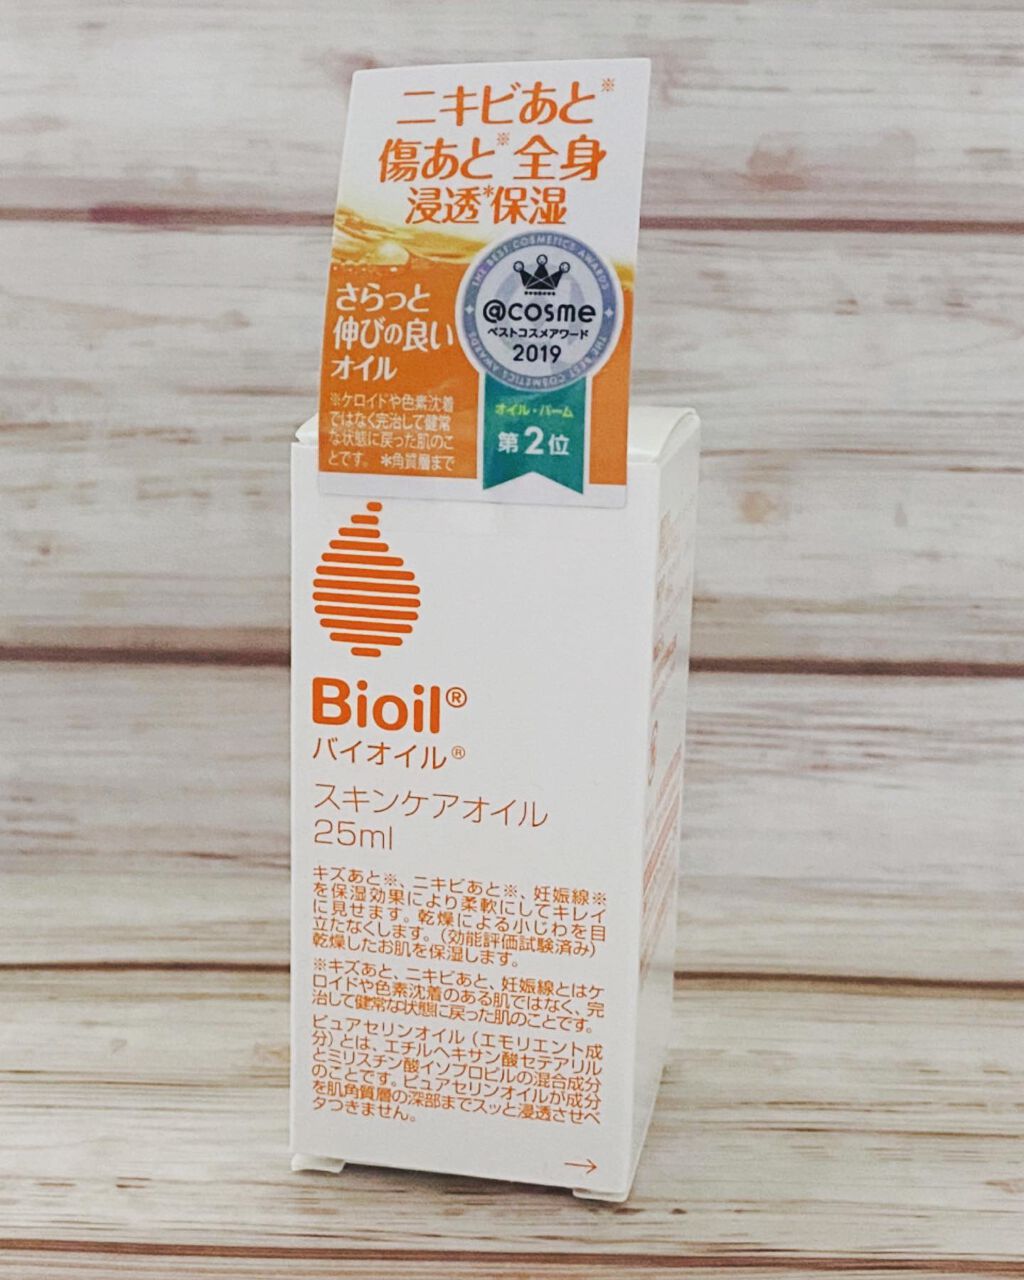 ニキビあと※
傷あと※全身
浸透*保湿
THE BEST COSMETICS AWARDS
@cosme
ベストコスメアワード
2019
THE BEST COSMETICS AWARDS
オイル・バーム
第2位
さらっと
伸びの良い
オイル
※ケロイドや色素沈着
ではなく完治して健常
な状態に戻った肌のこ
とです。 *角質層まで
Bioil®
バイオイル®
スキンケアオイル
25ml
キズあと※、ニキビあと※、妊娠線※
を保湿効果により柔軟にしてキレイ
に見せます。乾燥による小じわを目
立たなくします。（効能評価試験済み）
乾燥したお肌を保湿します。
※キズあと、ニキビあと、妊娠線とはケ
ロイドや色素沈着のある肌ではなく、完
治して健常な状態に戻った肌のことです。
ピュアセリンオイル（エモリエント成
分）とは、エチルヘキサン酸セテアリル
とミリスチン酸イソプロピルの混合成分
のことです。ピュアセリンオイルが成分
を肌角質層の深部までスッと浸透させベ
タつきません。
→